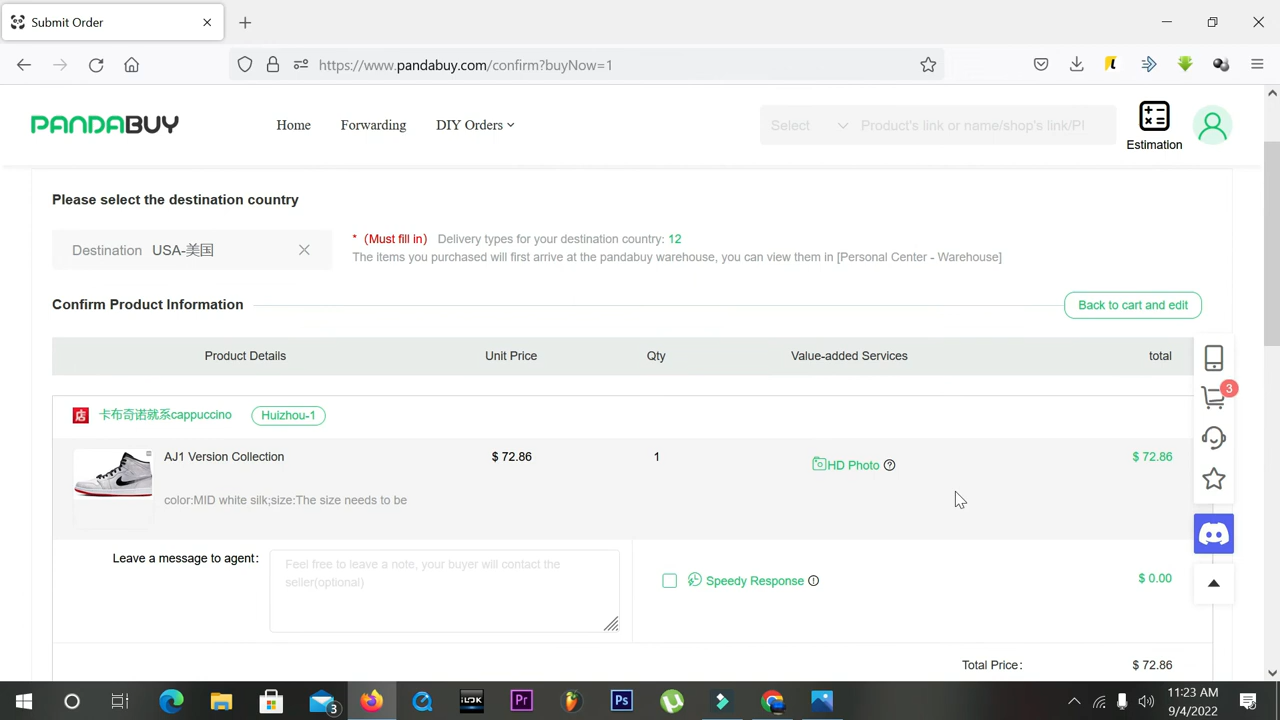 Submit Order
https://www.pandabuy.com/confirm?buyNow=1
PANDABUY
Home
Forwarding
DIY Orders
Select
Product's link or name/shop's link/PI
Estimation
Please select the destination country
Destination USA-美国
* （Must fill in） Delivery types for your destination country: 12
The items you purchased will first arrive at the pandabuy warehouse, you can view them in [Personal Center - Warehouse]
Confirm Product Information
Back to cart and edit
Product Details
Unit Price
Qty
Value-added Services
total
3
店 卡布奇诺就系cappuccino
Huizhou-1
AJ1 Version Collection
$ 72.86
1
HD Photo
$ 72.86
color:MID white silk;size:The size needs to be
Leave a message to agent：
Feel free to leave a note, your buyer will contact the
seller(optional)
Speedy Response
$ 0.00
Total Price：
$ 72.86
3
iLOK
Pr
Ps
11:23 AM
9/4/2022